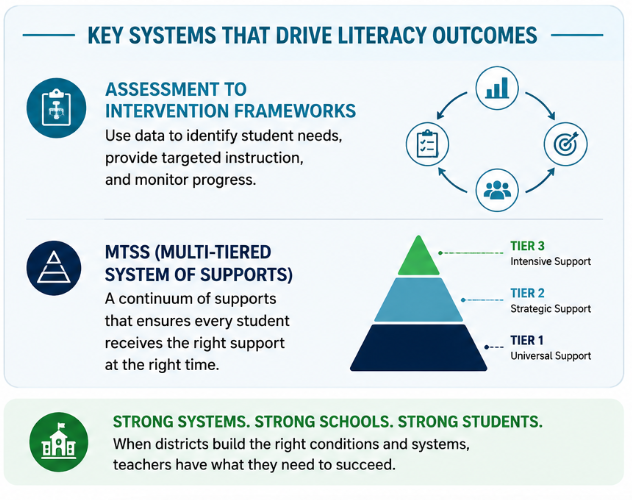 KEY SYSTEMS THAT DRIVE LITERACY OUTCOMES
ASSESSMENT TO
INTERVENTION FRAMEWORKS
Use data to identify student needs,
provide targeted instruction,
and monitor progress.
MTSS (MULTI-TIERED
SYSTEM OF SUPPORTS)
A continuum of supports
that ensures every student
receives the right support
at the right time.
TIER 3
Intensive Support
TIER 2
Strategic Support
TIER 1
Universal Support
STRONG SYSTEMS. STRONG SCHOOLS. STRONG STUDENTS.
When districts build the right conditions and systems,
teachers have what they need to succeed.